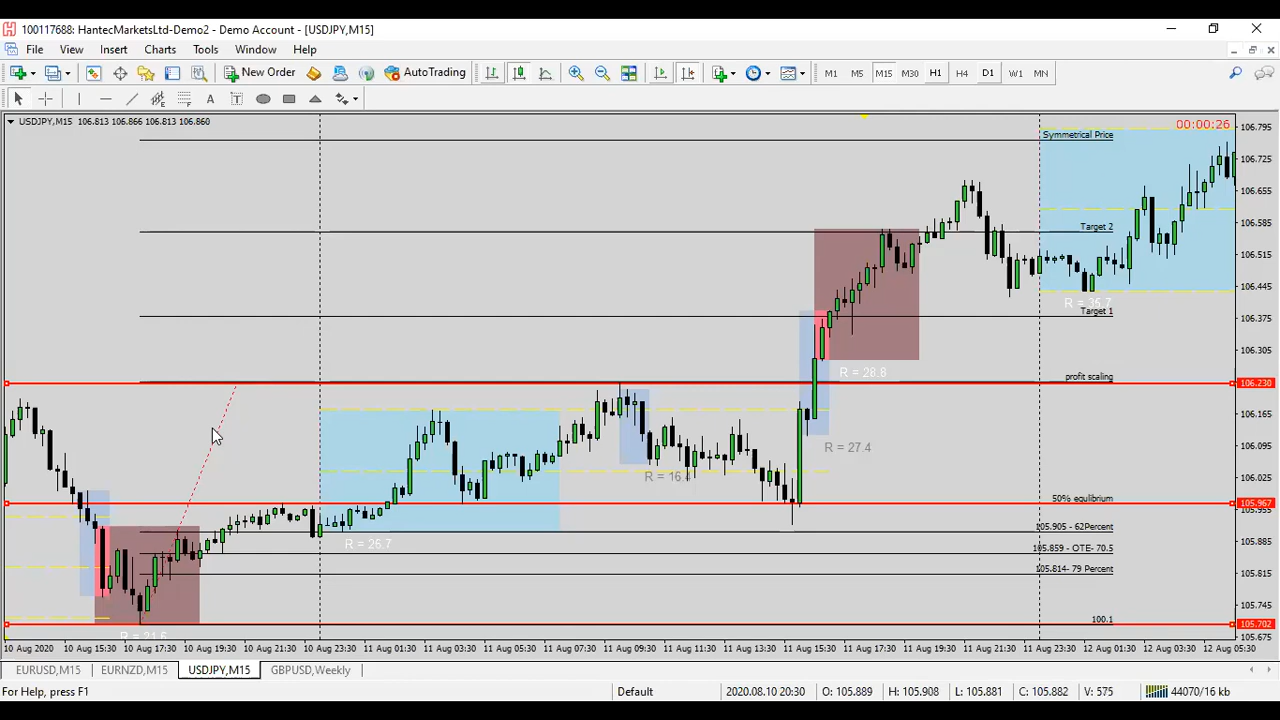 100117688: HantecMarketsLtd-Demo2 - Demo Account - [USDJPY,M15]
File View Insert Charts Tools Window Help
New Order AutoTrading M1 M5 M15 M30 H1 H4 D1 W1 MN
A T
USDJPY,M15 106.813 106.866 106.813 106.860
00:00:26
106.795
Symmetrical Price
106.725
106.655
Target 2
106.585
106.515
106.445
R = 35.7
Target 1
106.375
106.305
R = 28.8
profit scaling
106.230
106.165
R = 27.4
106.095
R = 16.4
106.025
50% equlibrium
105.967
105.955
105.905 - 62Percent
R = 26.7
105.885
105.859 - OTE- 70.5
105.814- 79 Percent
105.815
105.745
100.1
105.702
R = 21.6
105.675
10 Aug 2020 10 Aug 15:30 10 Aug 17:30 10 Aug 19:30 10 Aug 21:30 10 Aug 23:30 11 Aug 01:30 11 Aug 03:30 11 Aug 05:30 11 Aug 07:30 11 Aug 09:30 11 Aug 11:30 11 Aug 13:30 11 Aug 15:30 11 Aug 17:30 11 Aug 19:30 11 Aug 21:30 11 Aug 23:30 12 Aug 01:30 12 Aug 03:30 12 Aug 05:30
EURUSD,M15 EURNZD,M15 USDJPY,M15 GBPUSD,Weekly
For Help, press F1 Default 2020.08.10 20:30 O: 105.889 H: 105.908 L: 105.881 C: 105.882 V: 575 44070/16 kb